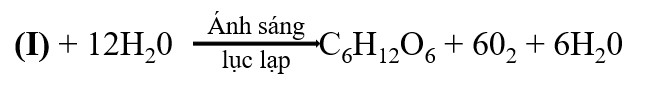 (I) + 12H₂0 Ánh sáng lục lạp C₆H₁₂O₆ + 60₂ + 6H₂0